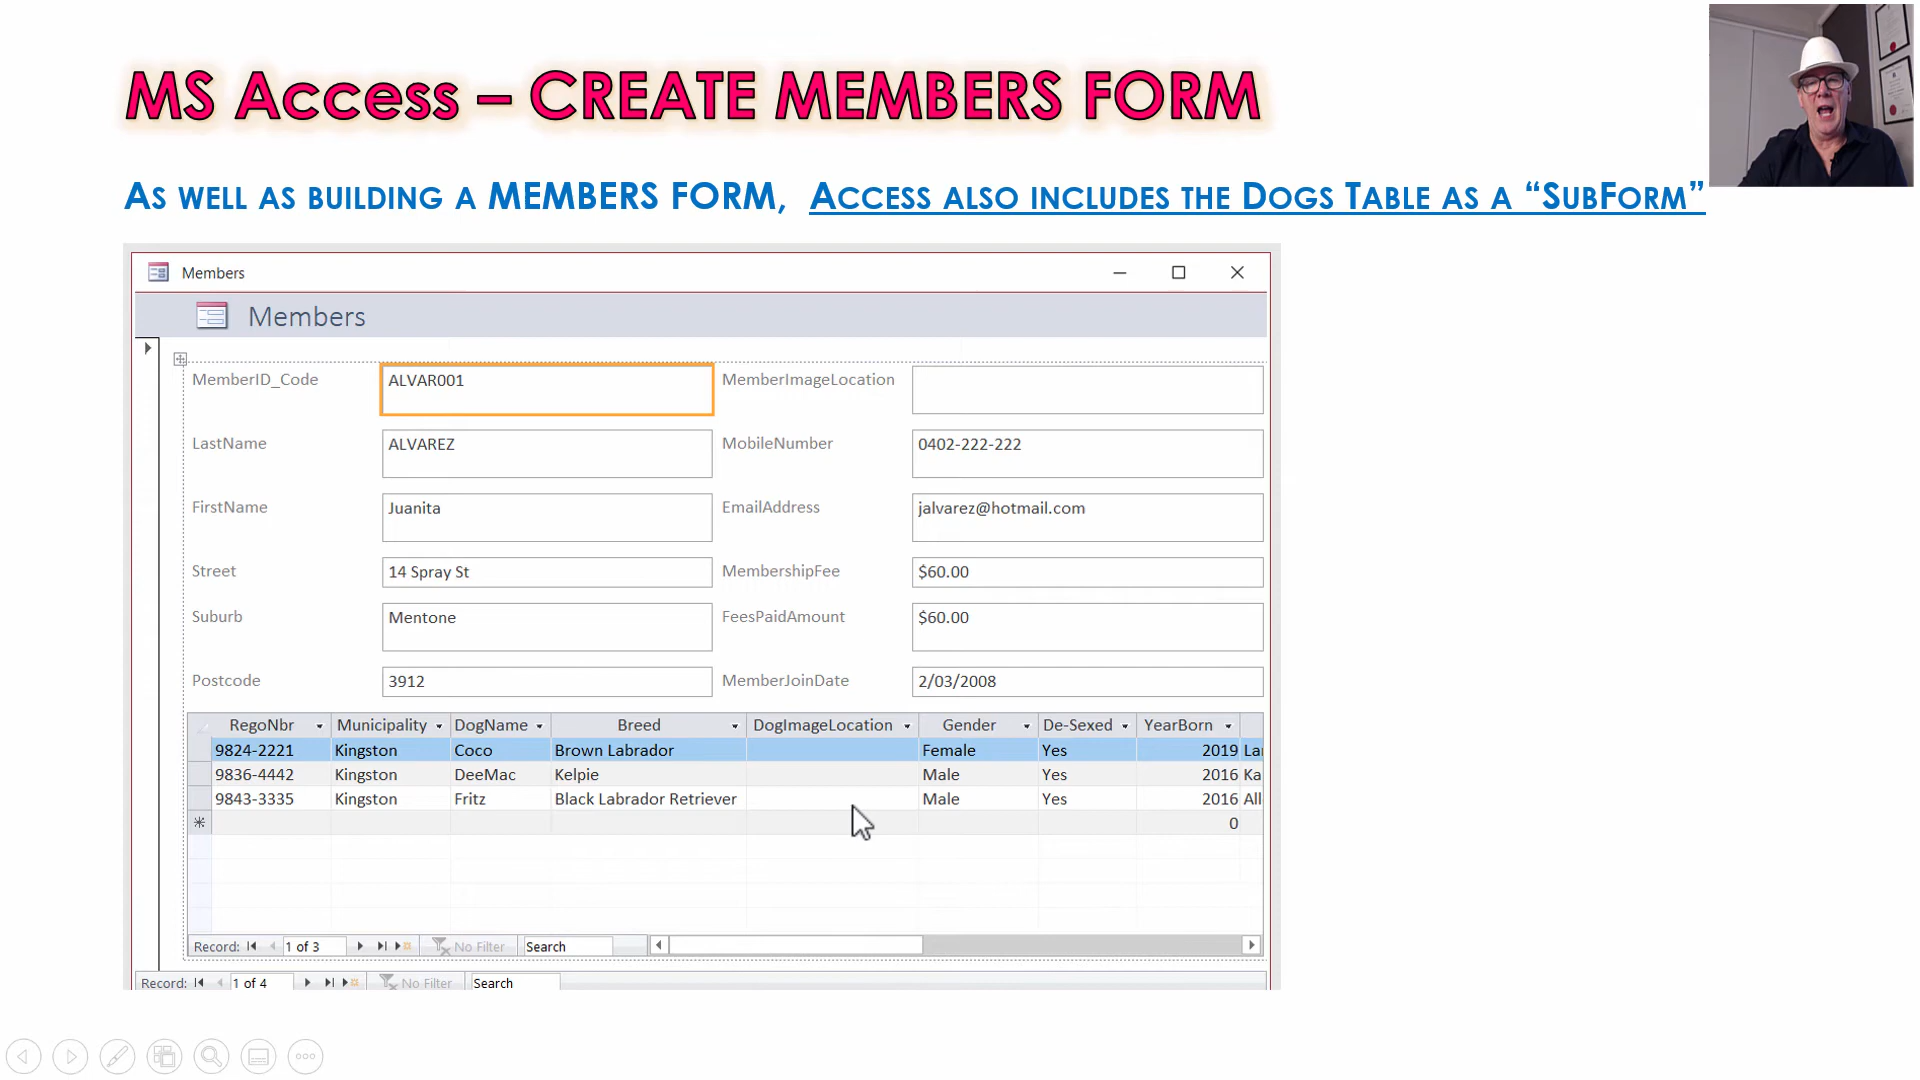 MS Access – CREATE MEMBERS FORM
AS WELL AS BUILDING A MEMBERS FORM, ACCESS ALSO INCLUDES THE DOGS TABLE AS A “SUBFORM”
Members
Members
MemberID_Code ALVAR001 MemberImageLocation
LastName ALVAREZ MobileNumber 0402-222-222
FirstName Juanita EmailAddress jalvarez@hotmail.com
Street 14 Spray St MembershipFee $60.00
Suburb Mentone FeesPaidAmount $60.00
Postcode 3912 MemberJoinDate 2/03/2008
RegoNbr Municipality DogName Breed DogImageLocation Gender De-Sexed YearBorn
9824-2221 Kingston Coco Brown Labrador Female Yes 2019 Lar
9836-4442 Kingston DeeMac Kelpie Male Yes 2016 Ka
9843-3335 Kingston Fritz Black Labrador Retriever Male Yes 2016 All
0
Record: 1 of 3 No Filter Search
Record: 1 of 4 No Filter Search